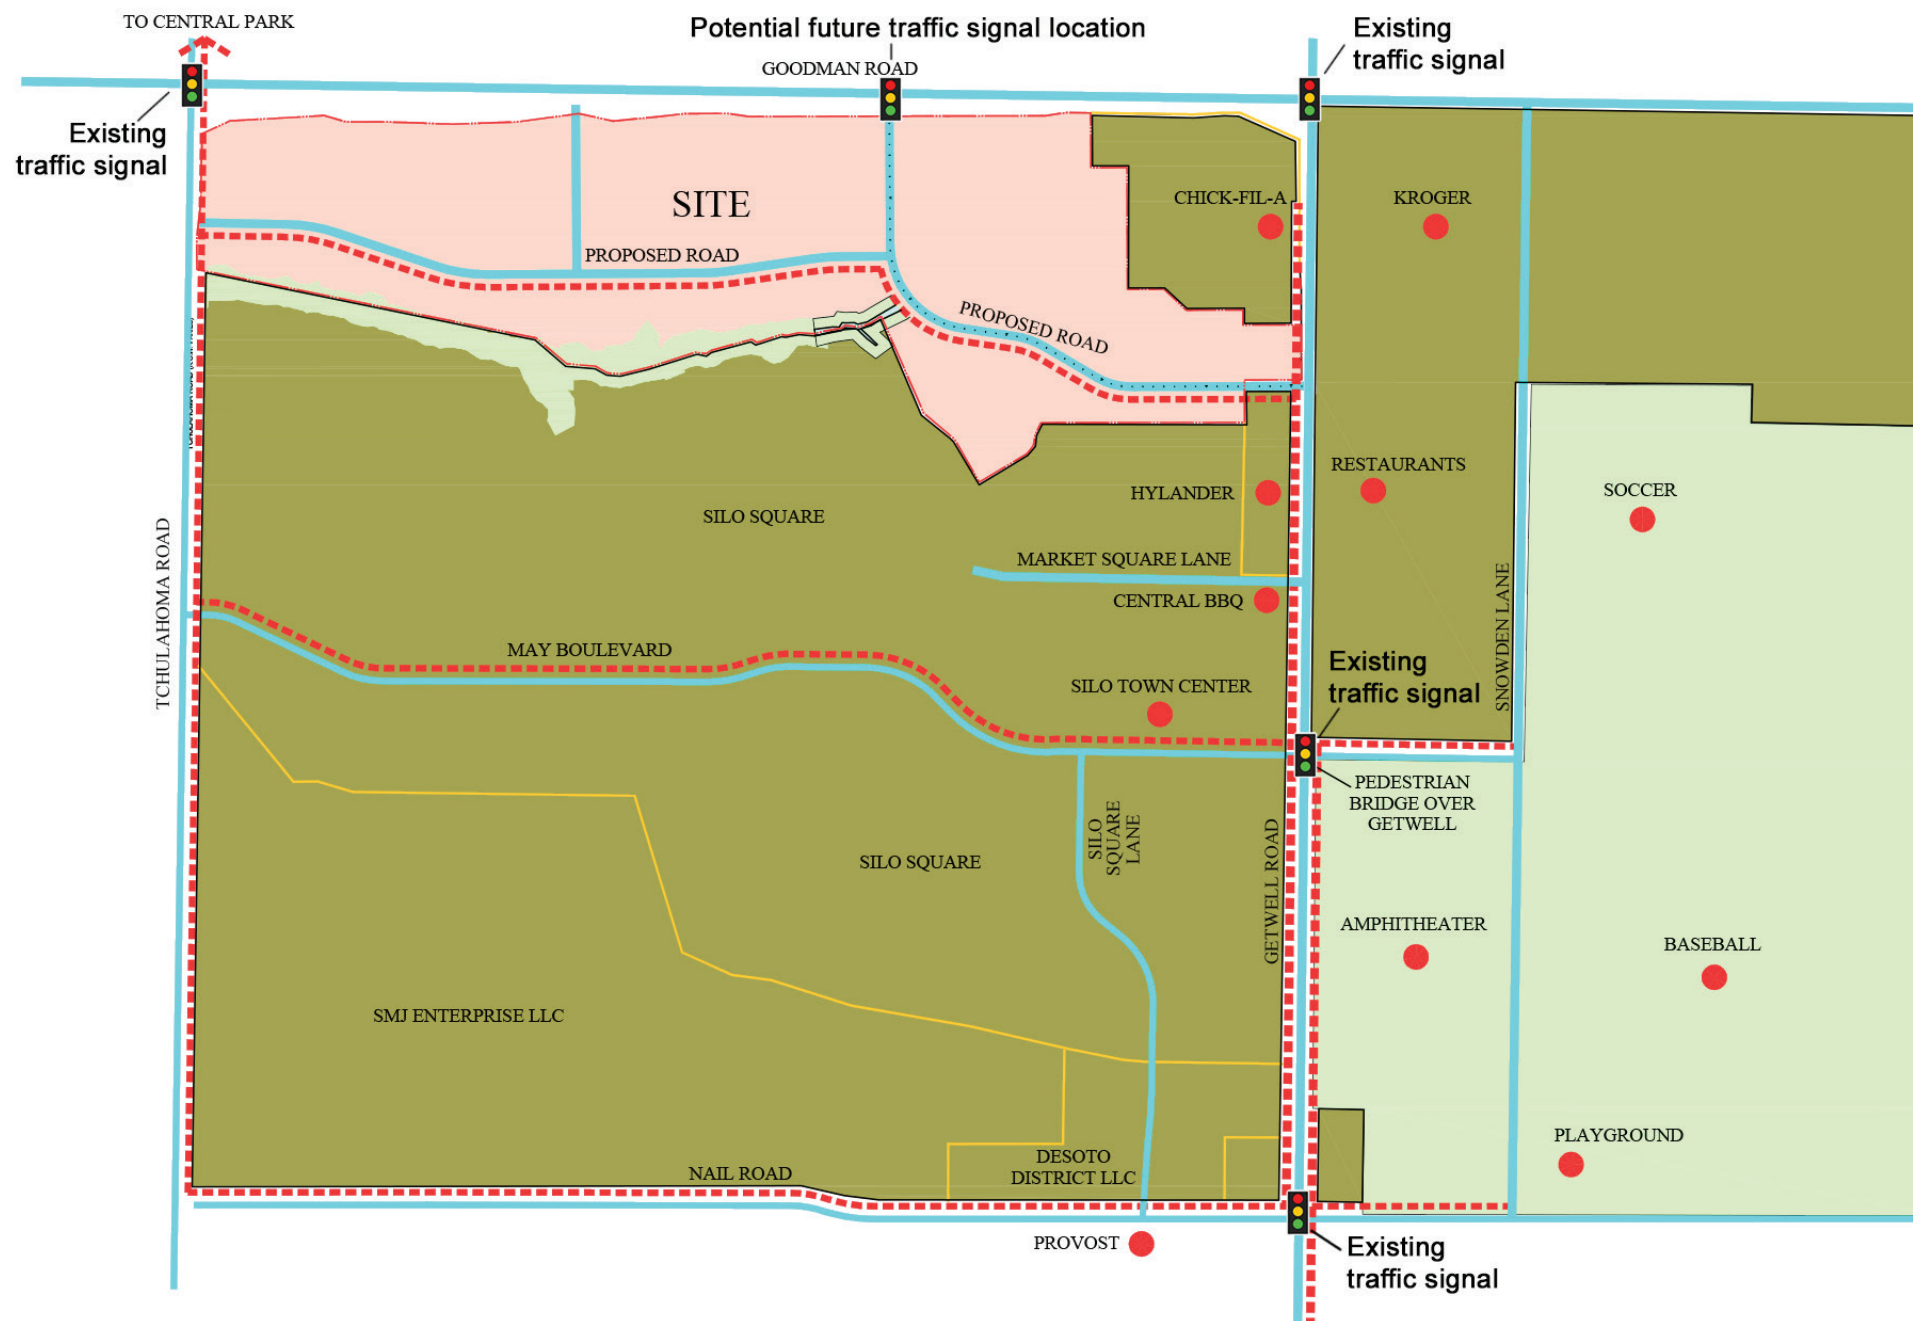 TO CENTRAL PARK
Potential future traffic signal location
Existing
traffic signal
GOODMAN ROAD
Existing
traffic signal
SITE
CHICK-FIL-A
KROGER
PROPOSED ROAD
PROPOSED ROAD
RESTAURANTS
SOCCER
HYLANDER
SILO SQUARE
TCHULAHOMA ROAD
MARKET SQUARE LANE
CENTRAL BBQ
SNOWDEN LANE
MAY BOULEVARD
Existing
traffic signal
SILO TOWN CENTER
PEDESTRIAN
BRIDGE OVER
GETWELL
SILO
SQUARE
LANE
GETWELL ROAD
SILO SQUARE
AMPHITHEATER
BASEBALL
SMJ ENTERPRISE LLC
PLAYGROUND
DESOTO
DISTRICT LLC
NAIL ROAD
PROVOST
Existing
traffic signal